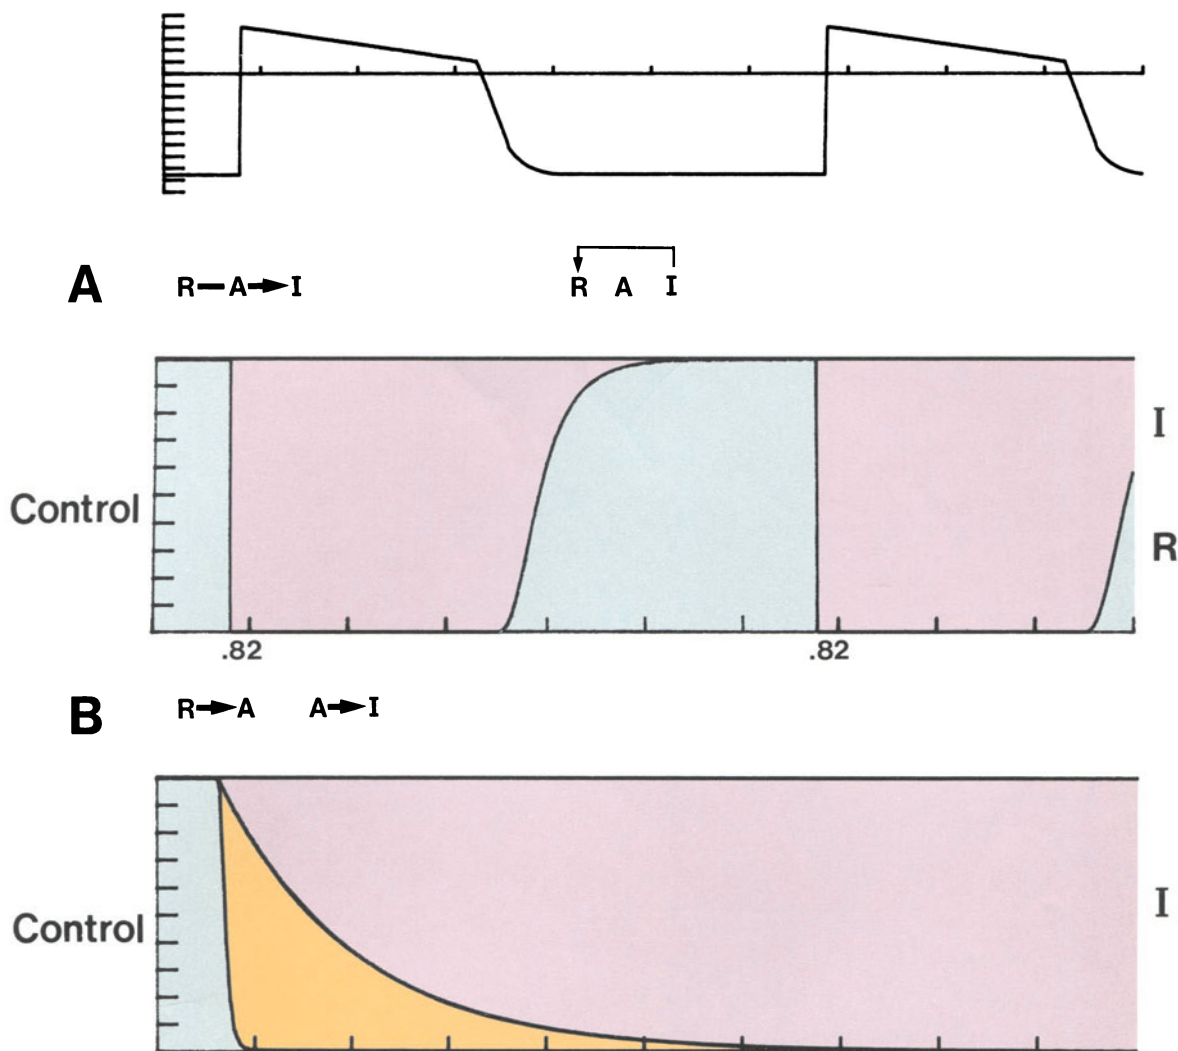 A R━A➔I R A I
I
Control
R
.82 .82
B R➔A A➔I
I
Control